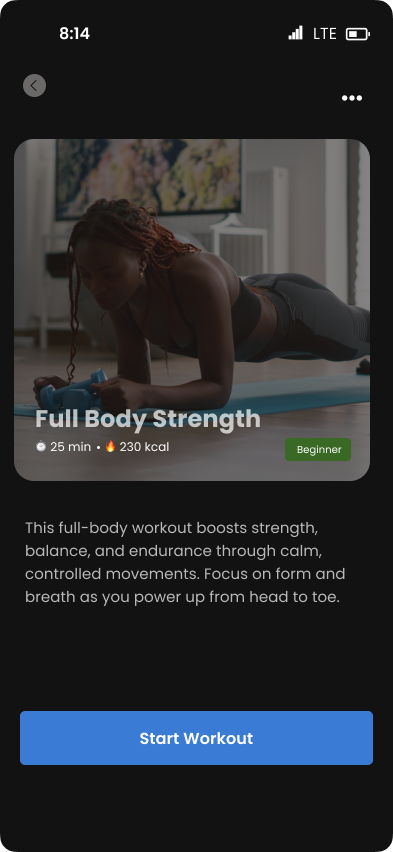 8:14
LTE
Full Body Strength
25 min • 230 kcal
Beginner
This full-body workout boosts strength,
balance, and endurance through calm,
controlled movements. Focus on form and
breath as you power up from head to toe.
Start Workout